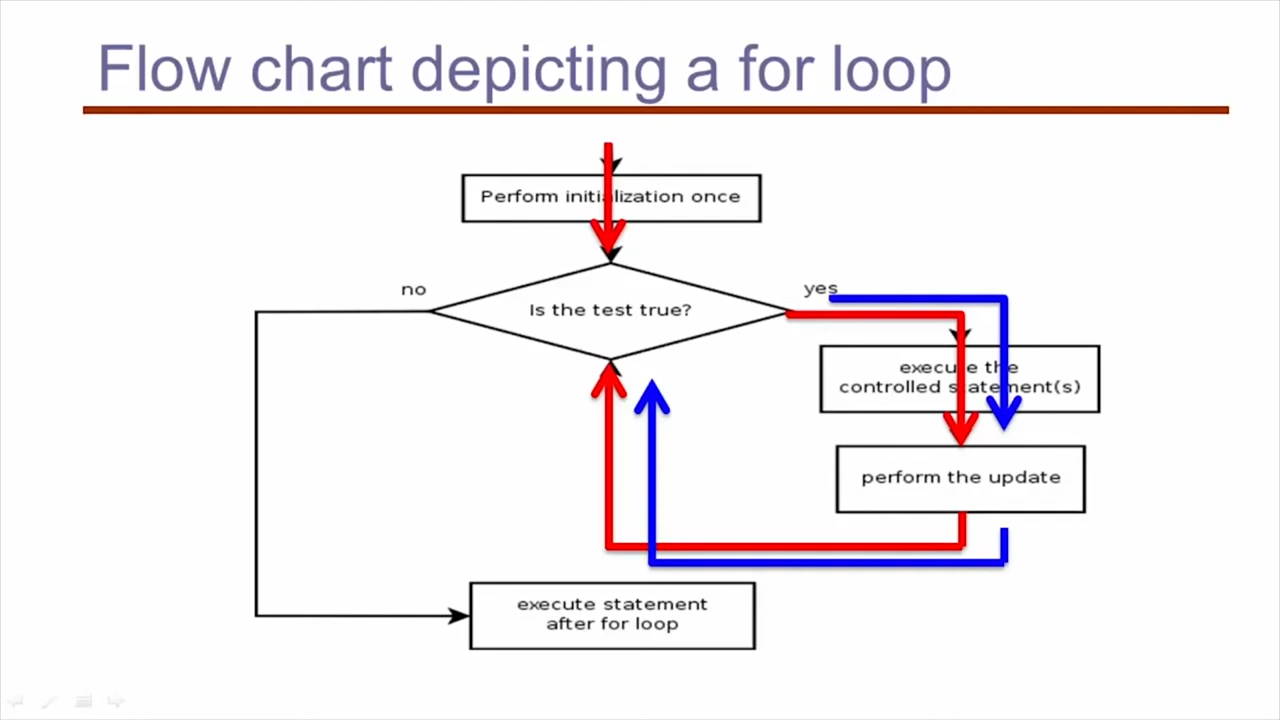 Flow chart depicting a for loop
Perform initialization once
no
yes
Is the test true?
execute the
controlled statement(s)
perform the update
execute statement
after for loop